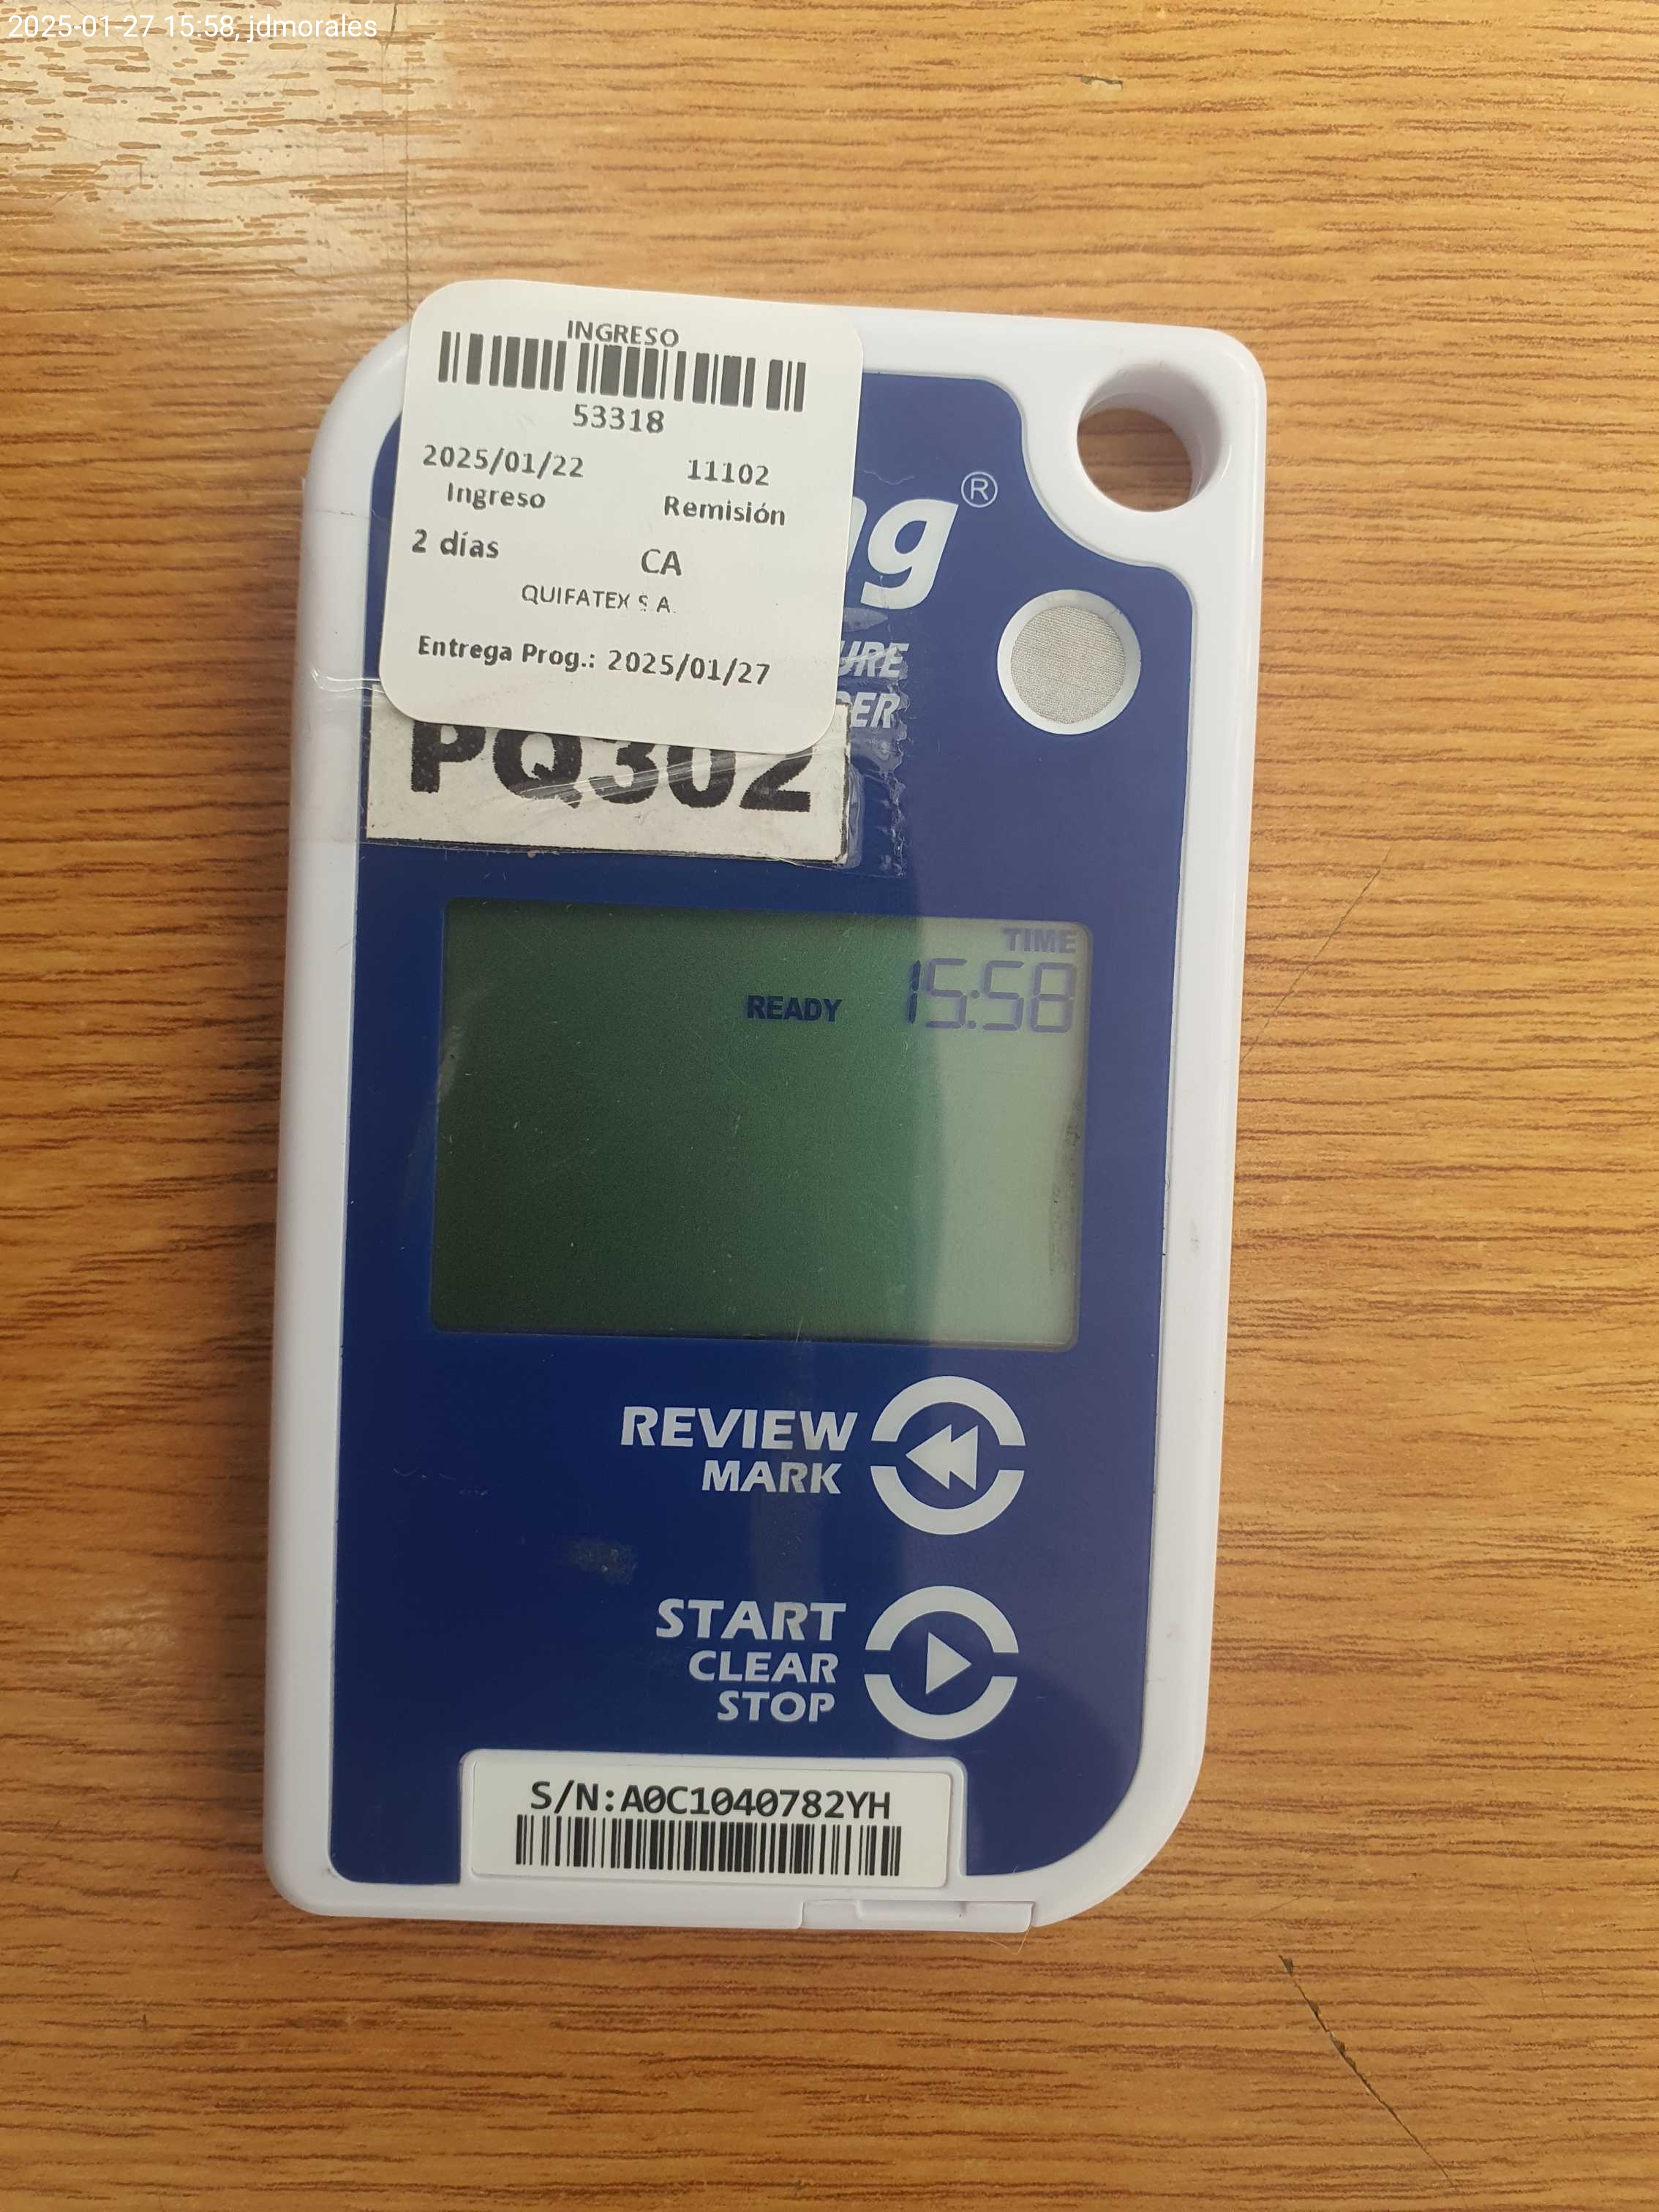 2025-01-27 15:58, jdmorales
INGRESO
53318
2025/01/22 11102
Ingreso Remisión
2 días CA
QUIFATEX S.A.
Entrega Prog.: 2025/01/27
®
PQ302
TIME
READY 15:58
REVIEW
MARK
START
CLEAR
STOP
S/N:A0C1040782YH